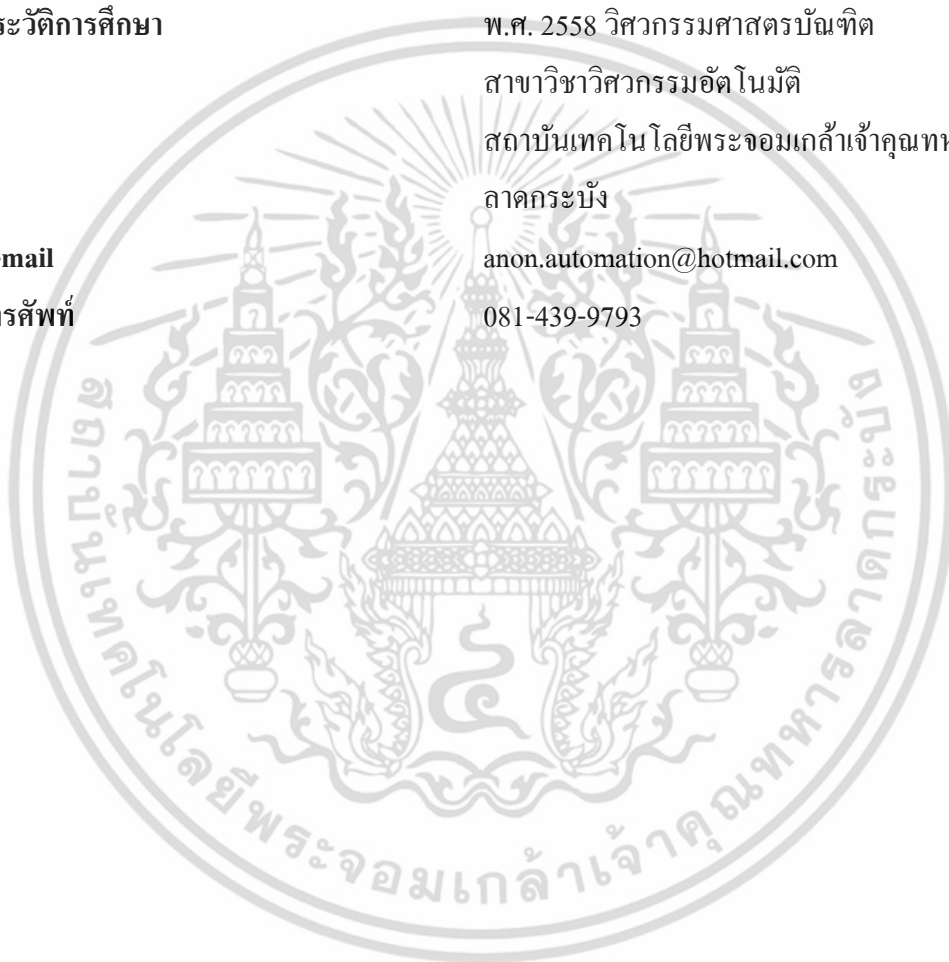 ระวัติการศึกษา พ.ศ. 2558 วิศวกรรมศาสตรบัณฑิต
สาขาวิชาวิศวกรรมอัตโนมัติ
สถาบันเทคโนโลยีพระจอมเกล้าเจ้าคุณทห
ลาดกระบัง
mail anon.automation@hotmail.com
รศัพท์ 081-439-9793
สถาบันเทคโนโลยีพระจอมเกล้าเจ้าคุณทหารลาดกระบัง
๔